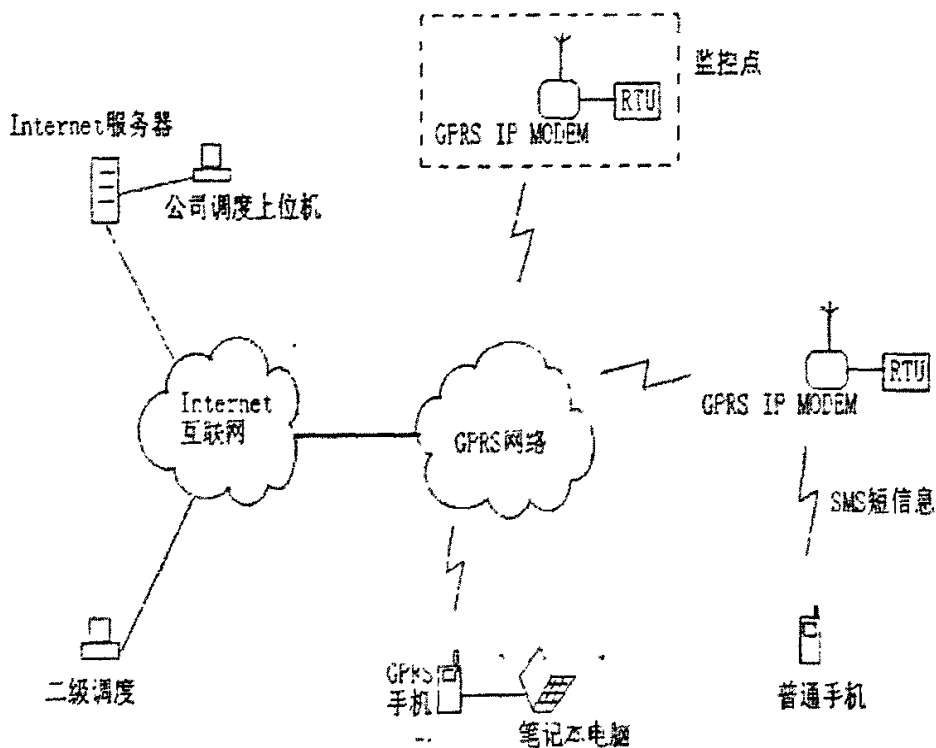 监控点
RTU
GPRS IP MODEM
Internet服务器
公司调度上位机
Internet
互联网
GPRS网络
RTU
GPRS IP MODEM
SMS短信息
二级调度
GPRS
手机
笔记本电脑
普通手机